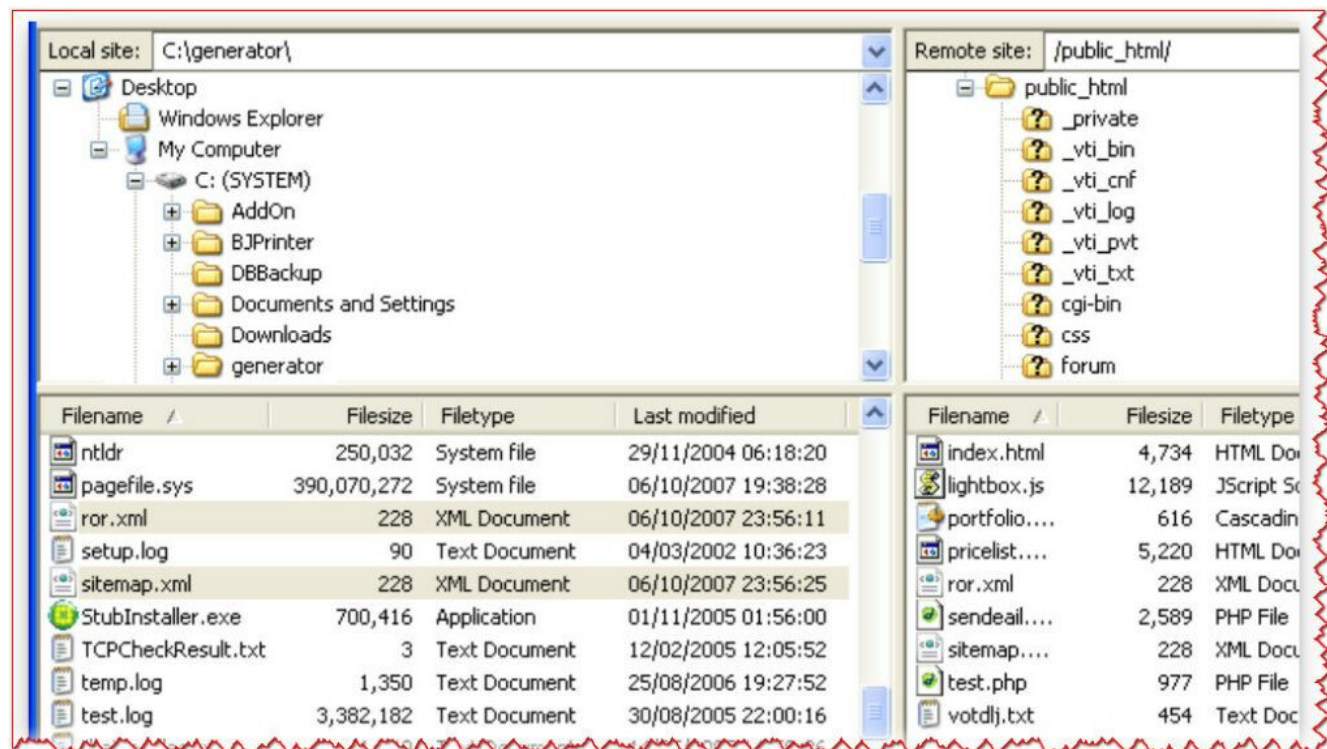 Local site: C:\generator\
Desktop
Windows Explorer
My Computer
C: (SYSTEM)
AddOn
BJPrinter
DBBackup
Documents and Settings
Downloads
generator
Filename Filesize Filetype Last modified
ntldr 250,032 System file 29/11/2004 06:18:20
pagefile.sys 390,070,272 System file 06/10/2007 19:38:28
ror.xml 228 XML Document 06/10/2007 23:56:11
setup.log 90 Text Document 04/03/2002 10:36:23
sitemap.xml 228 XML Document 06/10/2007 23:56:25
StubInstaller.exe 700,416 Application 01/11/2005 01:56:00
TCPCheckResult.txt 3 Text Document 12/02/2005 12:05:52
temp.log 1,350 Text Document 25/08/2006 19:27:52
test.log 3,382,182 Text Document 30/08/2005 22:00:16
Remote site: /public_html/
public_html
_private
_vti_bin
_vti_cnf
_vti_log
_vti_pvt
_vti_txt
cgi-bin
css
forum
Filename Filesize Filetype
index.html 4,734 HTML Do
lightbox.js 12,189 JScript Sc
portfolio.... 616 Cascadin
pricelist.... 5,220 HTML Do
ror.xml 228 XML Docu
sendeail.... 2,589 PHP File
sitemap.... 228 XML Docu
test.php 977 PHP File
votdlj.txt 454 Text Doc